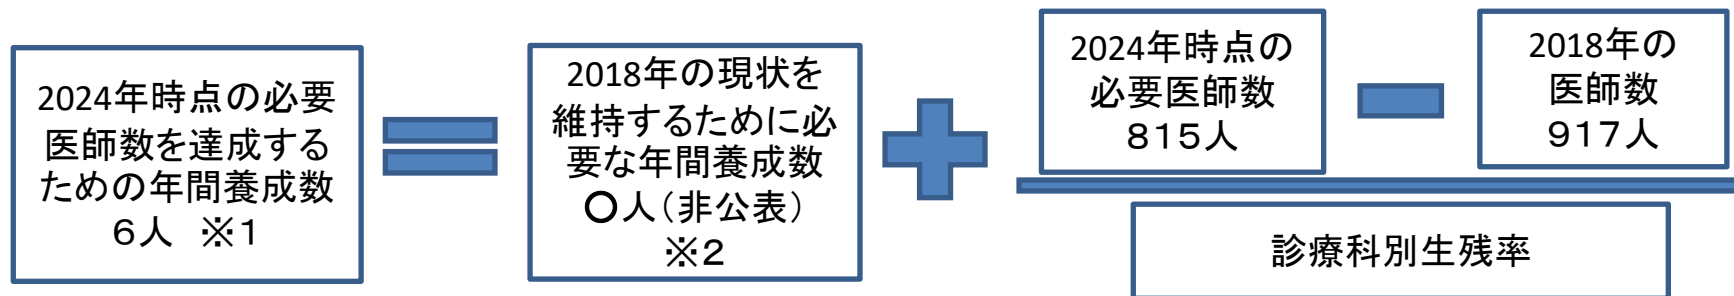 2024年時点の必要
医師数を達成する
ための年間養成数
6人 ※1
2018年の現状を
維持するために必
要な年間養成数
〇人(非公表)
※2
2024年時点の
必要医師数
815人
2018年の
医師数
917人
診療科別生残率